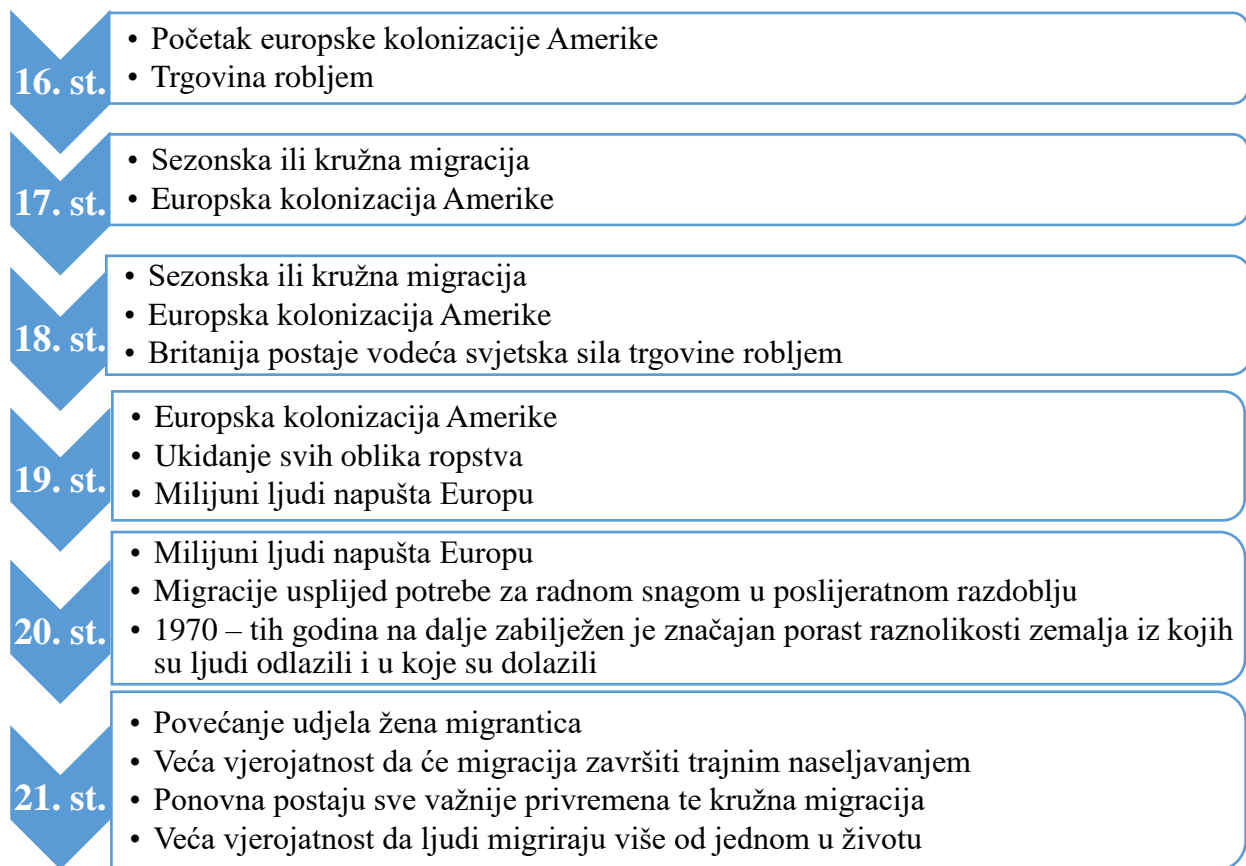 16. st.
• Početak europske kolonizacije Amerike
• Trgovina robljem
17. st.
• Sezonska ili kružna migracija
• Europska kolonizacija Amerike
18. st.
• Sezonska ili kružna migracija
• Europska kolonizacija Amerike
• Britanija postaje vodeća svjetska sila trgovine robljem
19. st.
• Europska kolonizacija Amerike
• Ukidanje svih oblika ropstva
• Milijuni ljudi napušta Europu
20. st.
• Milijuni ljudi napušta Europu
• Migracije usplijed potrebe za radnom snagom u poslijeratnom razdoblju
• 1970 – tih godina na dalje zabilježen je značajan porast raznolikosti zemalja iz kojih
su ljudi odlazili i u koje su dolazili
21. st.
• Povećanje udjela žena migrantica
• Veća vjerojatnost da će migracija završiti trajnim naseljavanjem
• Ponovna postaju sve važnije privremena te kružna migracija
• Veća vjerojatnost da ljudi migriraju više od jednom u životu